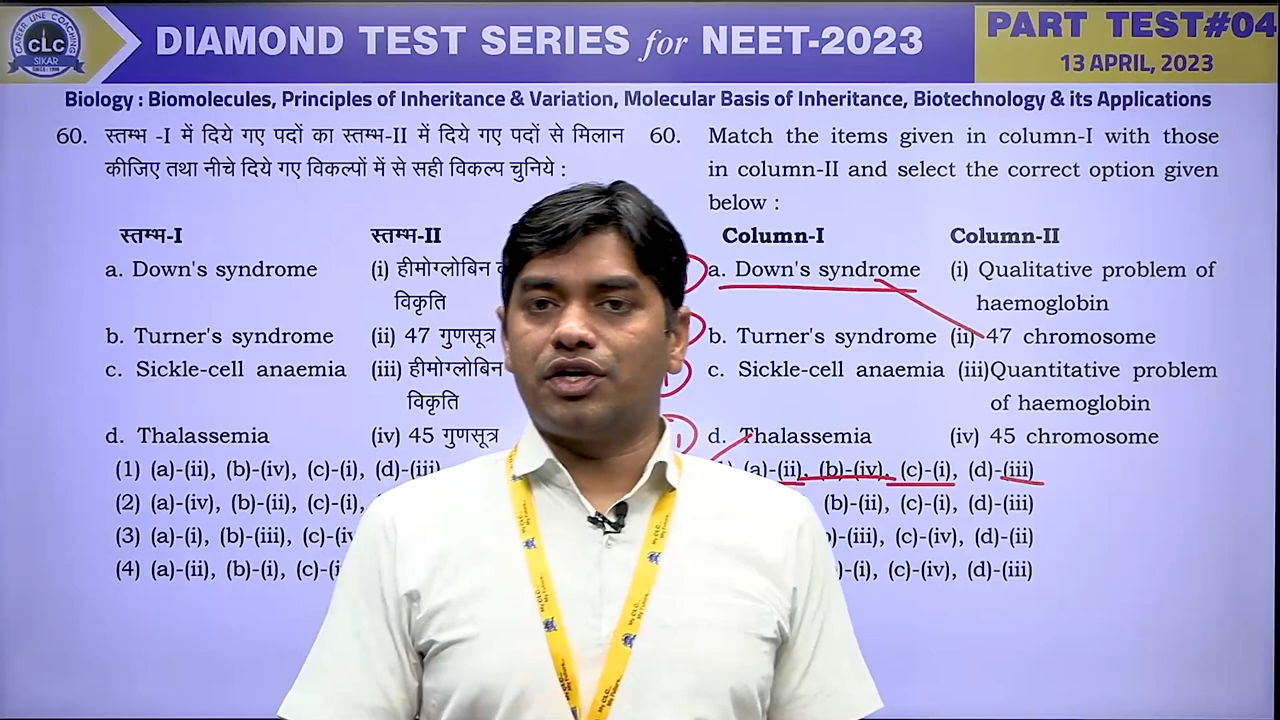 CAREER LINE COACHING
CLC
SIKAR
DIAMOND TEST SERIES for NEET-2023
PART TEST#04
13 APRIL, 2023
Biology : Biomolecules, Principles of Inheritance & Variation, Molecular Basis of Inheritance, Biotechnology & its Applications
60. स्तम्भ -I में दिये गए पदों का स्तम्भ-II में दिये गए पदों से मिलान
कीजिए तथा नीचे दिये गए विकल्पों में से सही विकल्प चुनिये :
स्तम्भ-I स्तम्भ-II
a. Down's syndrome (i) हीमोग्लोबिन
विकृति
b. Turner's syndrome (ii) 47 गुणसूत्र
c. Sickle-cell anaemia (iii) हीमोग्लोबिन
विकृति
d. Thalassemia (iv) 45 गुणसूत्र
(1) (a)-(ii), (b)-(iv), (c)-(i), (d)-(iii)
(2) (a)-(iv), (b)-(ii), (c)-(i),
(3) (a)-(i), (b)-(iii), (c)-(iv
(4) (a)-(ii), (b)-(i), (c)-(i
60. Match the items given in column-I with those
in column-II and select the correct option given
below :
Column-I Column-II
a. Down's syndrome (i) Qualitative problem of
haemoglobin
b. Turner's syndrome (ii) 47 chromosome
c. Sickle-cell anaemia (iii)Quantitative problem
of haemoglobin
d. Thalassemia (iv) 45 chromosome
(a)-(ii), (b)-(iv), (c)-(i), (d)-(iii)
(b)-(ii), (c)-(i), (d)-(iii)
)-(iii), (c)-(iv), (d)-(ii)
)-(i), (c)-(iv), (d)-(iii)